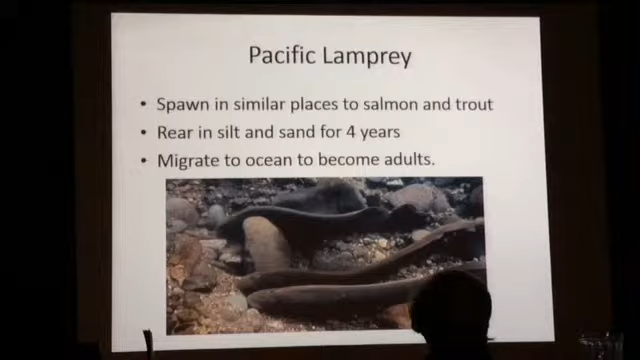 Pacific Lamprey
• Spawn in similar places to salmon and trout
• Rear in silt and sand for 4 years
• Migrate to ocean to become adults.